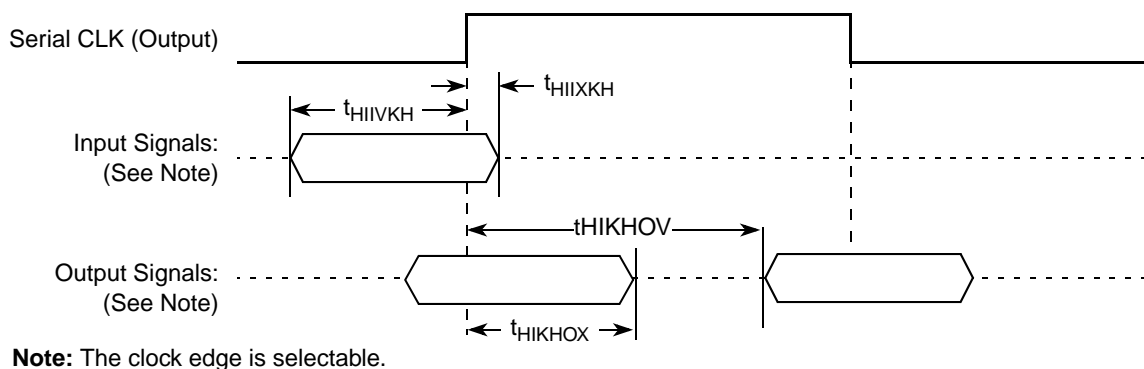 Serial CLK (Output)
tHIIXKH
tHIIVKH
Input Signals:
(See Note)
tHIKHOV
Output Signals:
(See Note)
tHIKHOX
Note: The clock edge is selectable.